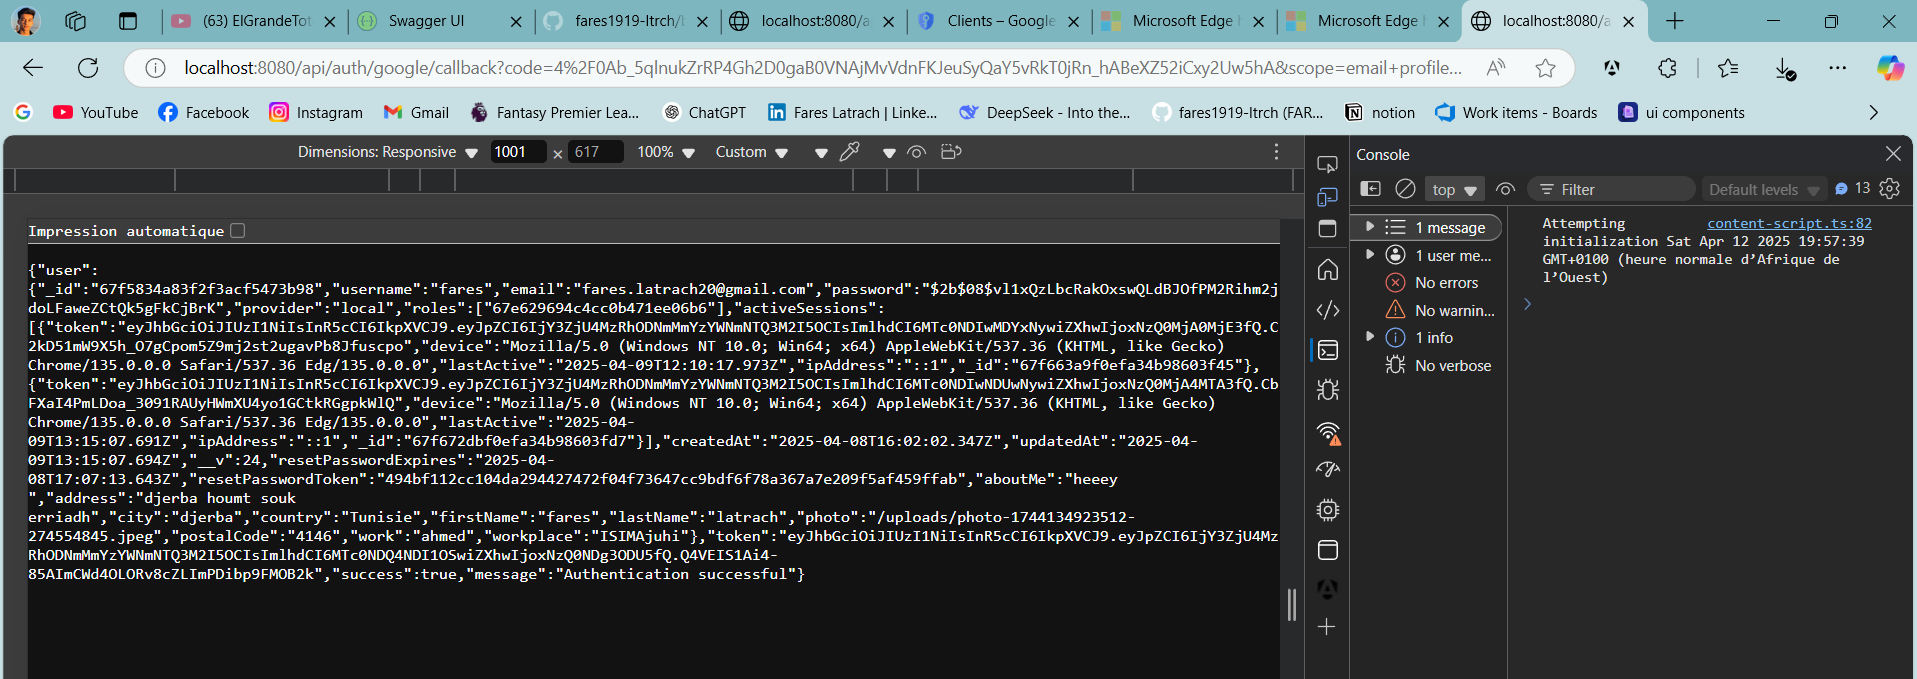 (63) ElGrandeTot
Swagger UI
fares1919-ltrch/
localhost:8080/a
Clients – Google
Microsoft Edge
Microsoft Edge
localhost:8080/a
localhost:8080/api/auth/google/callback?code=4%2F0Ab_5qlnukZrRP4Gh2D0gaB0VNAjMvVdnFKJeuSyQaY5vRkT0jRn_hABeXZ52iCxy2Uw5hA&scope=email+profile...
YouTube
Facebook
Instagram
Gmail
Fantasy Premier Lea...
ChatGPT
Fares Latrach | Linke...
DeepSeek - Into the...
fares1919-ltrch (FAR...
notion
Work items - Boards
ui components
Dimensions: Responsive
1001 × 617
100%
Custom
Impression automatique
{"user":
{"_id":"67f5834a83f2f3acf5473b98","username":"fares","email":"fares.latrach20@gmail.com","password":"$2b$08$vl1xQzLbcRakOxswQLdBJOfPM2Rihm2j
doLFaweZCtQk5gFkCjBrK","provider":"local","roles":["67e629694c4cc0b471ee06b6"],"activeSessions":
[{"token":"eyJhbGciOiJIUzI1NiIsInR5cCI6IkpXVCJ9.eyJpZCI6IjY3ZjU4MzRhODNmMmYzYWNmNTQ3M2I5OCIsImlhdCI6MTc0NDIwMDYxNywiZXhwIjoxNzQ0MjA0MjE3fQ.C
2kD51mW9X5h_O7gCpom5Z9mj2st2ugavPb8Jfuscpo","device":"Mozilla/5.0 (Windows NT 10.0; Win64; x64) AppleWebKit/537.36 (KHTML, like Gecko)
Chrome/135.0.0.0 Safari/537.36 Edg/135.0.0.0","lastActive":"2025-04-09T12:10:17.973Z","ipAddress":"::1","_id":"67f663a9f0efa34b98603f45"},
{"token":"eyJhbGciOiJIUzI1NiIsInR5cCI6IkpXVCJ9.eyJpZCI6IjY3ZjU4MzRhODNmMmYzYWNmNTQ3M2I5OCIsImlhdCI6MTc0NDIwNDUwNywiZXhwIjoxNzQ0MjA4MTA3fQ.Cb
FXaI4PmLDoa_3091RAUyHWmXU4yo1GCtkRGgpkWlQ","device":"Mozilla/5.0 (Windows NT 10.0; Win64; x64) AppleWebKit/537.36 (KHTML, like Gecko)
Chrome/135.0.0.0 Safari/537.36 Edg/135.0.0.0","lastActive":"2025-04-
09T13:15:07.691Z","ipAddress":"::1","_id":"67f672dbf0efa34b98603fd7"}],"createdAt":"2025-04-08T16:02:02.347Z","updatedAt":"2025-04-
09T13:15:07.694Z","__v":24,"resetPasswordExpires":"2025-04-
08T17:07:13.643Z","resetPasswordToken":"494bf112cc104da294427472f04f73647cc9bdf6f78a367a7e209f5af459ffab","aboutMe":"heeey
","address":"djerba houmt souk
erriadh","city":"djerba","country":"Tunisie","firstName":"fares","lastName":"latrach","photo":"/uploads/photo-1744134923512-
274554845.jpeg","postalCode":"4146","work":"ahmed","workplace":"ISIMAjuhi"},"token":"eyJhbGciOiJIUzI1NiIsInR5cCI6IkpXVCJ9.eyJpZCI6IjY3ZjU4Mz
RhODNmMmYzYWNmNTQ3M2I5OCIsImlhdCI6MTc0NDQ4NDI1OSwiZXhwIjoxNzQ0NDg3ODU5fQ.Q4VEIS1Ai4-
85AImCWd4OLORv8cZLImPDibp9FMOB2k","success":true,"message":"Authentication successful"}
Console
top
Filter
Default levels
13
1 message
1 user me...
No errors
No warnin...
1 info
No verbose
Attempting content-script.ts:82
initialization Sat Apr 12 2025 19:57:39
GMT+0100 (heure normale d’Afrique de
l’Ouest)